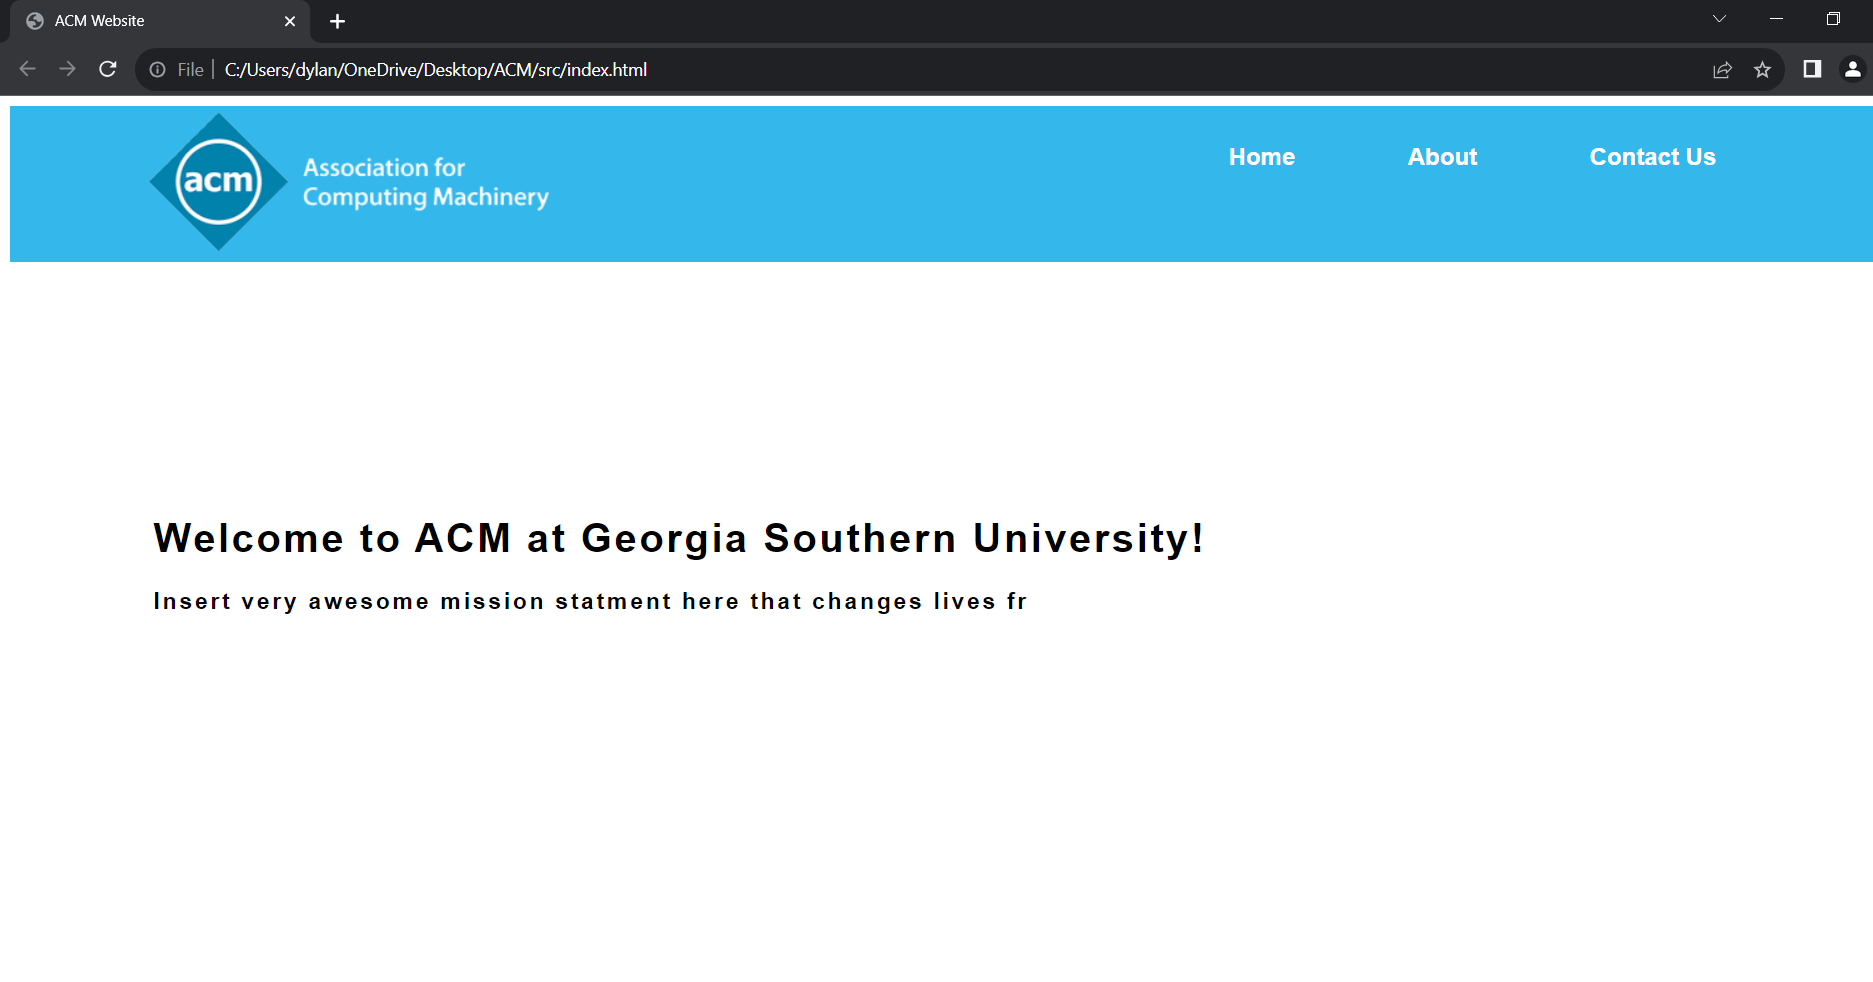 ACM Website
File | C:/Users/dylan/OneDrive/Desktop/ACM/src/index.html
acm
Association for
Computing Machinery
Home About Contact Us
Welcome to ACM at Georgia Southern University!
Insert very awesome mission statment here that changes lives fr